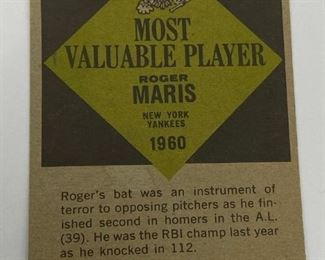 MOST
VALUABLE PLAYER
ROGER
MARIS
NEW YORK
YANKEES
1960
Roger's bat was an instrument of
terror to opposing pitchers as he fin-
ished second in homers in the A.L.
(39). He was the RBI champ last year
as he knocked in 112.